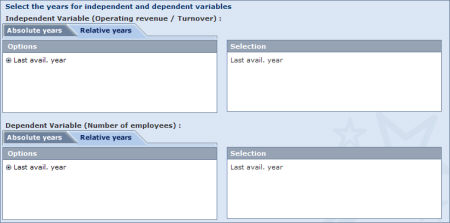 Select the years for independent and dependent variables
Independent Variable (Operating revenue / Turnover) :
Absolute years Relative years
Options Selection
Last avail. year Last avail. year
Dependent Variable (Number of employees) :
Absolute years Relative years
Options Selection
Last avail. year Last avail. year